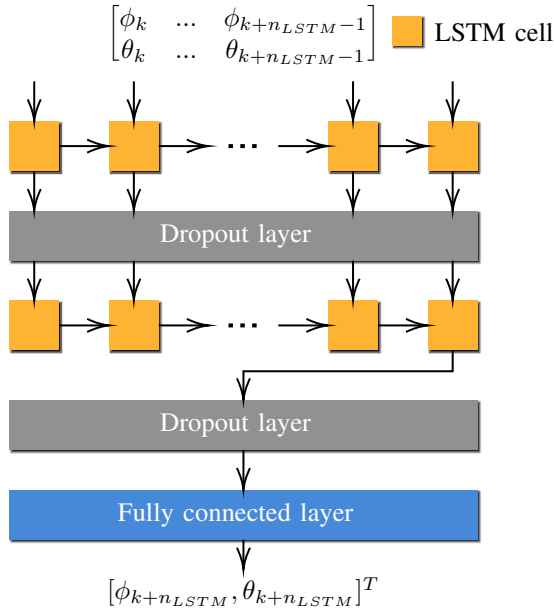 [ϕ_k ... ϕ_{k+n_{LSTM}−1}] LSTM cell
[θ_k ... θ_{k+n_{LSTM}−1}]
...
Dropout layer
...
Dropout layer
Fully connected layer
[ϕ_{k+n_{LSTM}}, θ_{k+n_{LSTM}}]^T